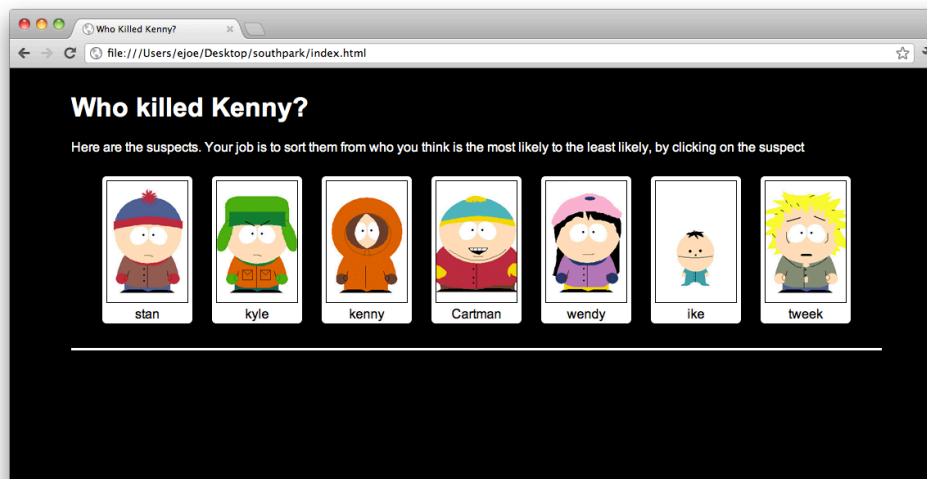 Who Killed Kenny?
file:///Users/ejoe/Desktop/southpark/index.html
Who killed Kenny?
Here are the suspects. Your job is to sort them from who you think is the most likely to the least likely, by clicking on the suspect
stan kyle kenny Cartman wendy ike tweek